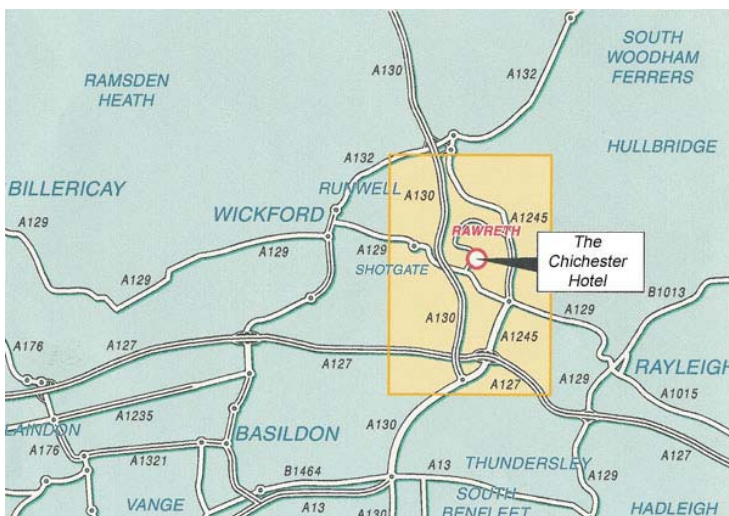 SOUTH
WOODHAM
FERRERS
A130
A132
RAMSDEN
HEATH
HULLBRIDGE
A132
RUNWELL
A130
BILLERICAY
WICKFORD
A1245
A129
RAWRETH
A129
The
Chichester
Hotel
SHOTGATE
A129
A129
B1013
A130
A129
A1245
A176
A127
A127
RAYLEIGH
A127
A129
A1015
A1235
LAINDON
A130
A176
BASILDON
A127
A1321
B1464
A13
THUNDERSLEY
A129
VANGE
A13
A130
SOUTH
BENFLEET
HADLEIGH